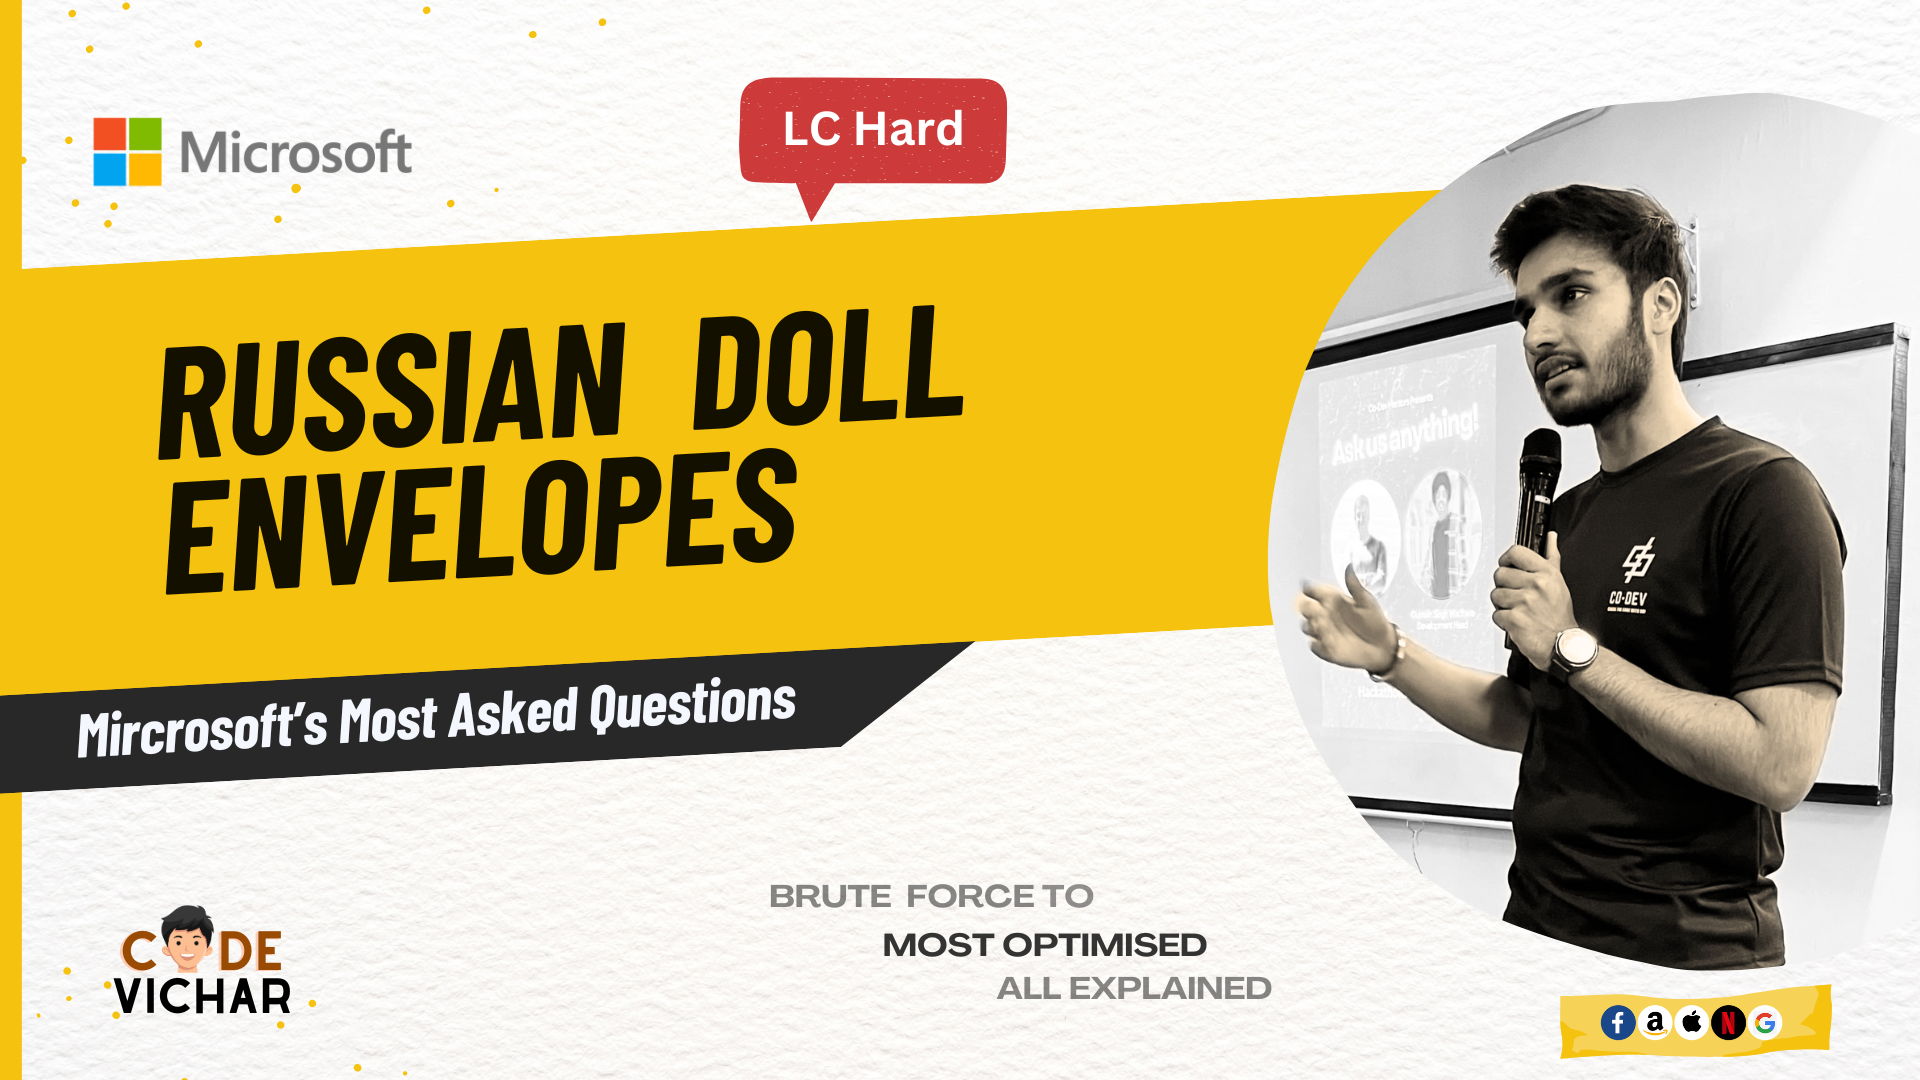 Microsoft
LC Hard
RUSSIAN DOLL
ENVELOPES
Mircrosoft's Most Asked Questions
BRUTE FORCE TO
MOST OPTIMISED
ALL EXPLAINED
CODE
VICHAR
Ask us anything!
CO-DEV